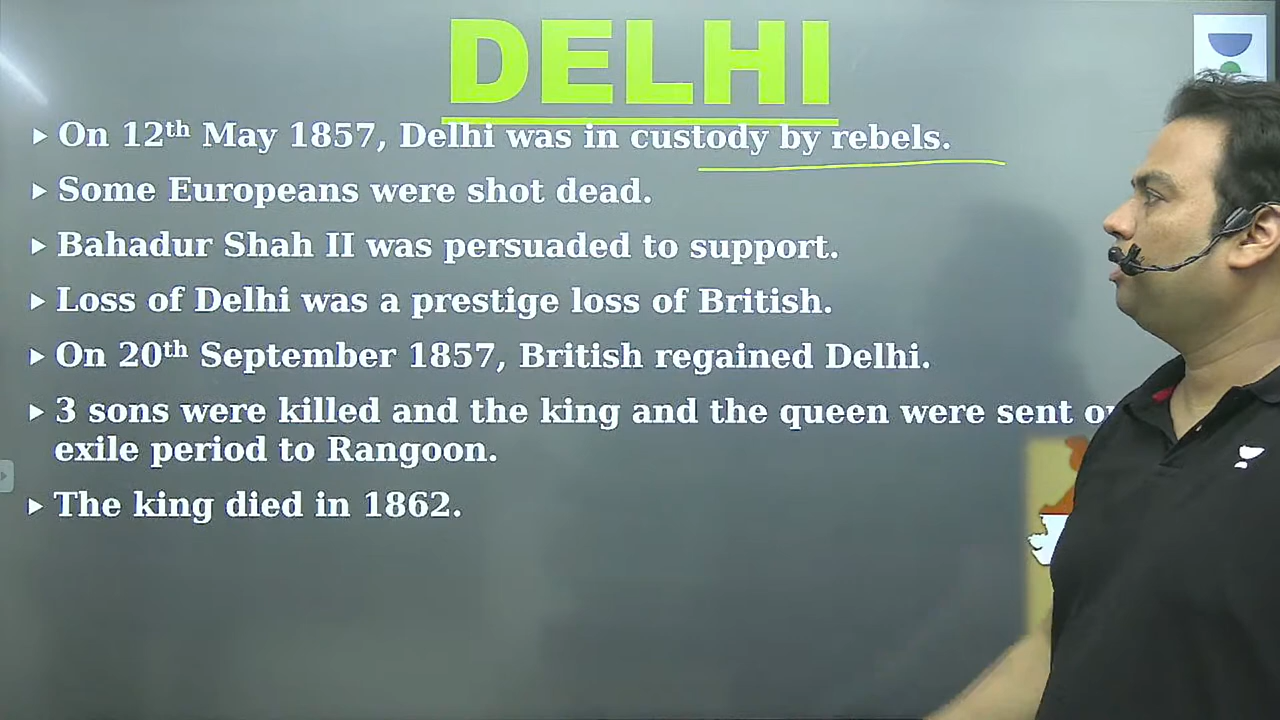 DELHI
On 12th May 1857, Delhi was in custody by rebels.
Some Europeans were shot dead.
Bahadur Shah II was persuaded to support.
Loss of Delhi was a prestige loss of British.
On 20th September 1857, British regained Delhi.
3 sons were killed and the king and the queen were sent
exile period to Rangoon.
The king died in 1862.